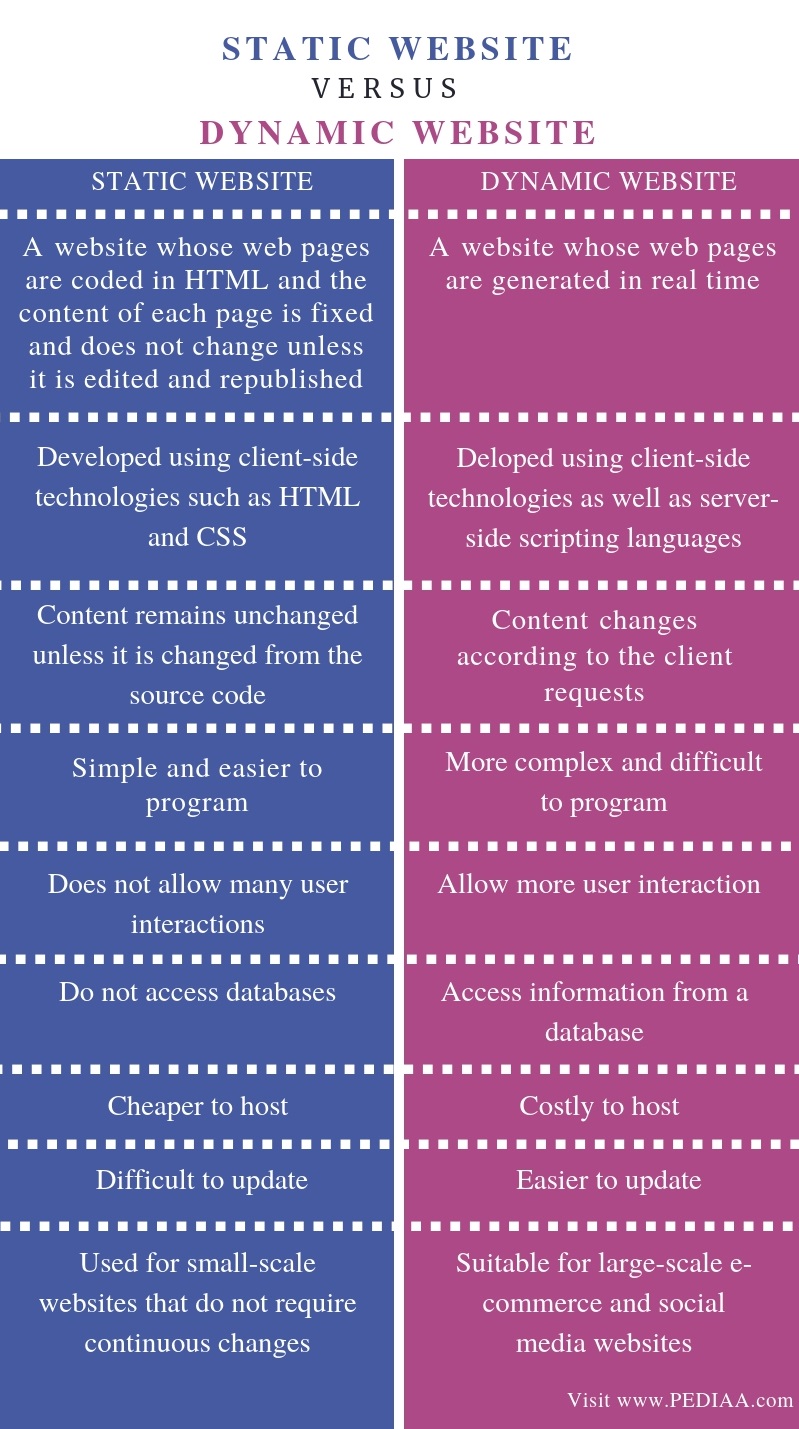 STATIC WEBSITE
VERSUS
DYNAMIC WEBSITE
STATIC WEBSITE
DYNAMIC WEBSITE
A website whose web pages
are coded in HTML and the
content of each page is fixed
and does not change unless
it is edited and republished
A website whose web pages
are generated in real time
Developed using client-side
technologies such as HTML
and CSS
Deloped using client-side
technologies as well as server-
side scripting languages
Content remains unchanged
unless it is changed from the
source code
Content changes
according to the client
requests
Simple and easier to
program
More complex and difficult
to program
Does not allow many user
interactions
Allow more user interaction
Do not access databases
Access information from a
database
Cheaper to host
Costly to host
Difficult to update
Easier to update
Used for small-scale
websites that do not require
continuous changes
Suitable for large-scale e-
commerce and social
media websites
Visit www.PEDIAA.com